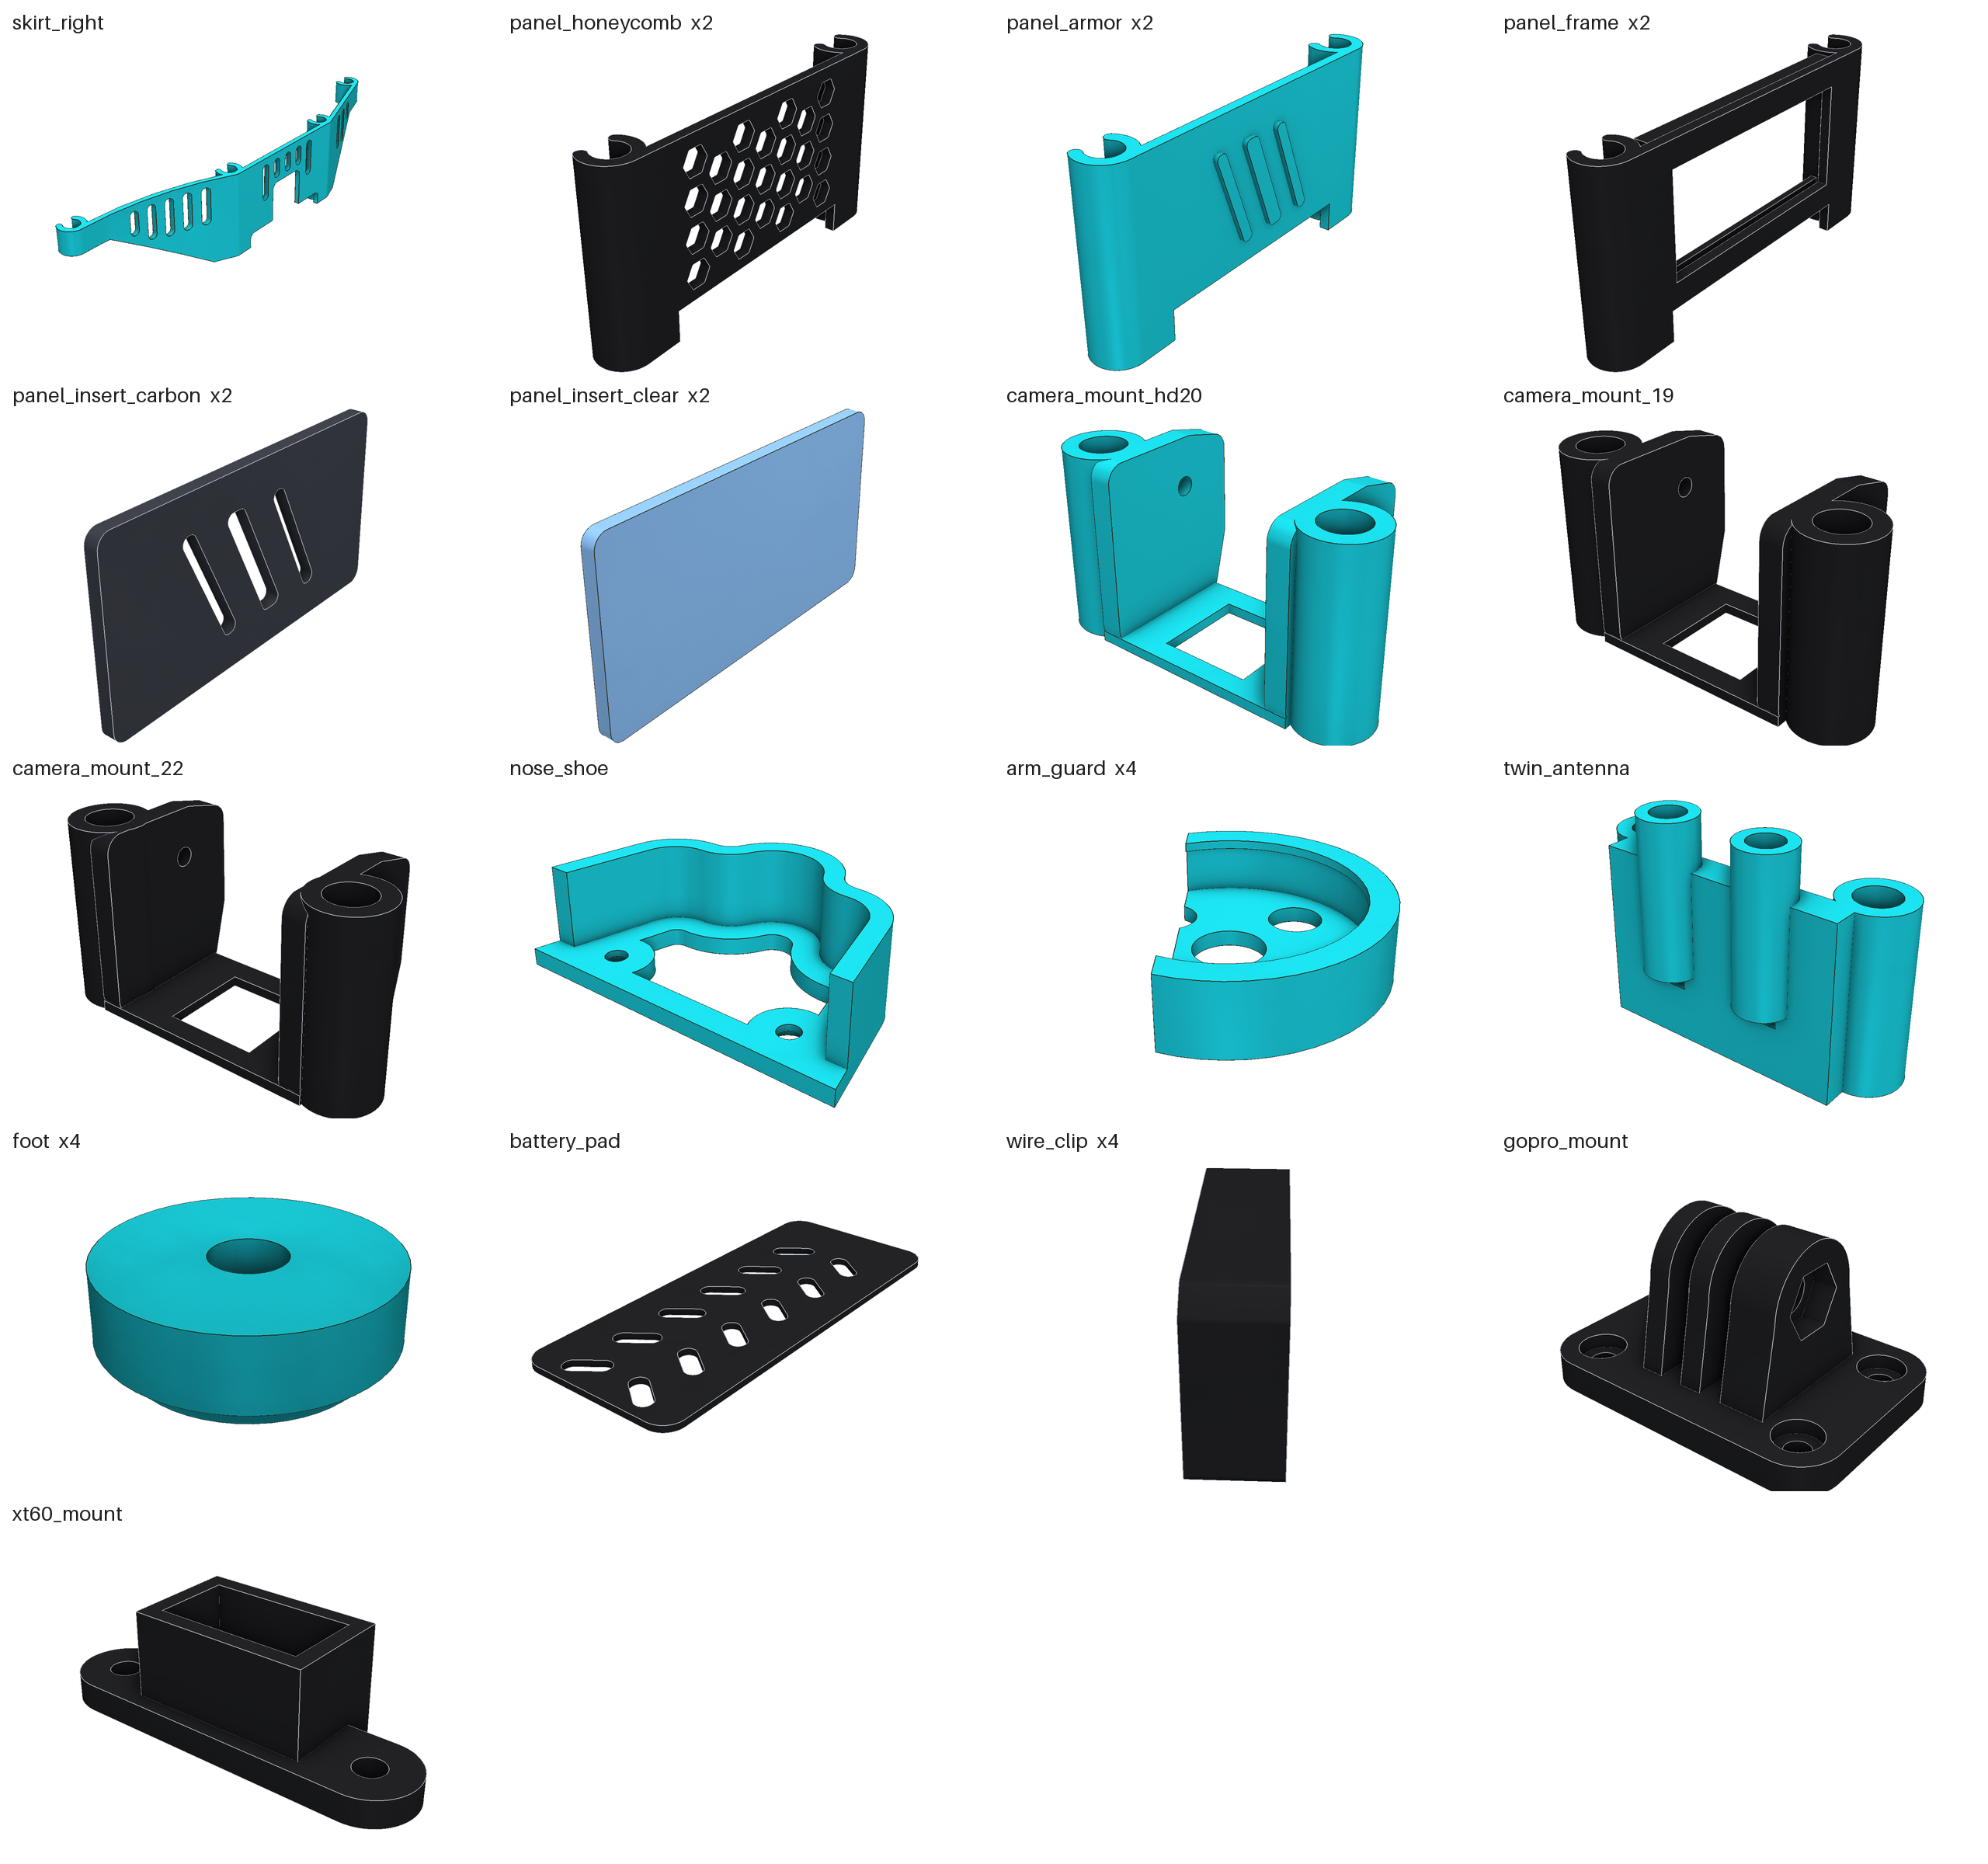 skirt_right
panel_honeycomb x2
panel_armor x2
panel_frame x2
panel_insert_carbon x2
panel_insert_clear x2
camera_mount_hd20
camera_mount_19
camera_mount_22
nose_shoe
arm_guard x4
twin_antenna
foot x4
battery_pad
wire_clip x4
gopro_mount
xt60_mount